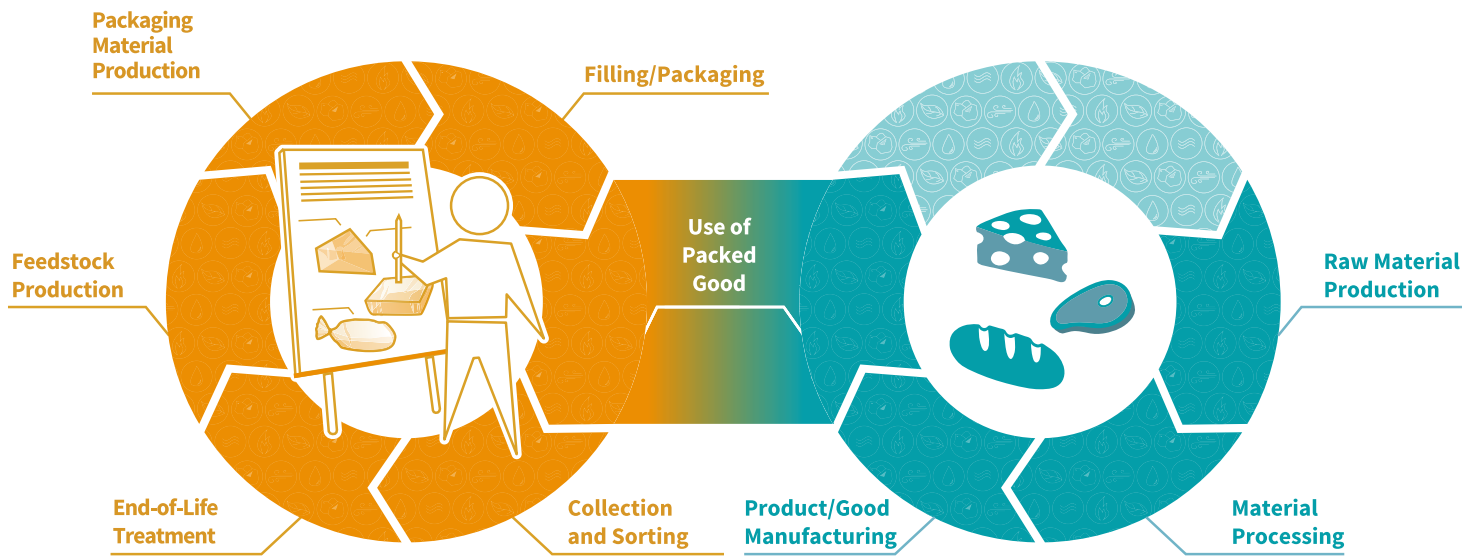 Packaging
Material
Production
Filling/Packaging
Use of
Packed
Good
Feedstock
Production
Raw Material
Production
End-of-Life
Treatment
Collection
and Sorting
Product/Good
Manufacturing
Material
Processing